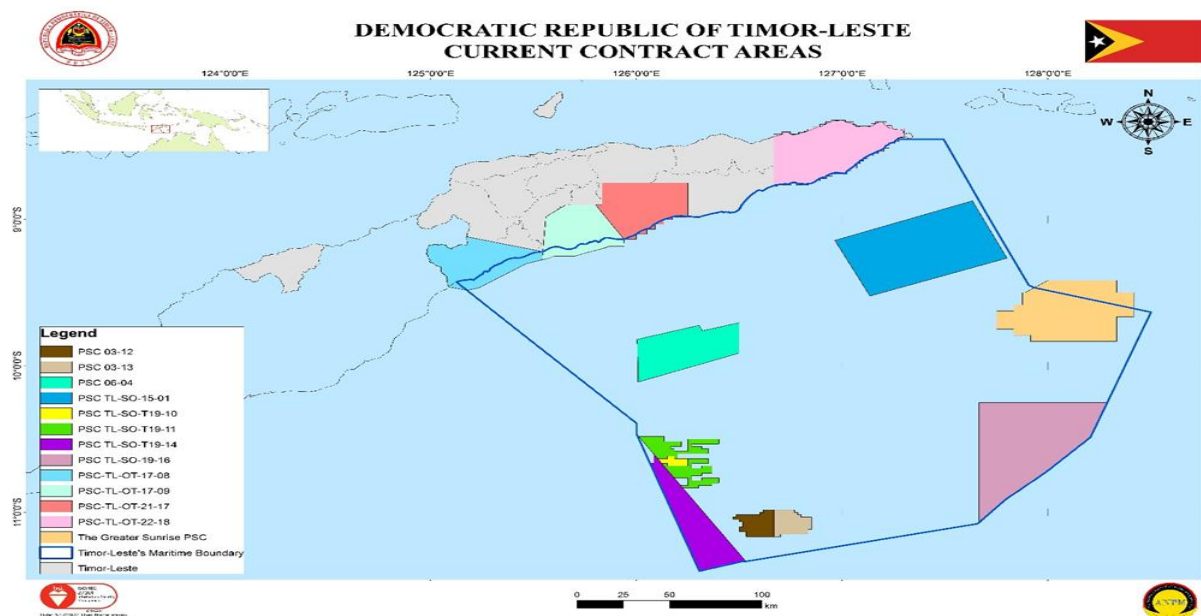 DEMOCRATIC REPUBLIC OF TIMOR-LESTE
CURRENT CONTRACT AREAS
124°0'0"E
125°0'0"E
126°0'0"E
127°0'0"E
128°0'0"E
N
W
E
S
9°0'0"S
10°0'0"S
11°0'0"S
Legend
PSC 03-12
PSC 03-13
PSC 06-04
PSC TL-SO-15-01
PSC TL-SO-T19-10
PSC TL-SO-T19-11
PSC TL-SO-T19-14
PSC TL-SO-19-16
PSC-TL-OT-17-08
PSC-TL-OT-17-09
PSC-TL-OT-21-17
PSC-TL-OT-22-18
The Greater Sunrise PSC
Timor-Leste's Maritime Boundary
Timor-Leste
0 25 50 100
km
ANPM